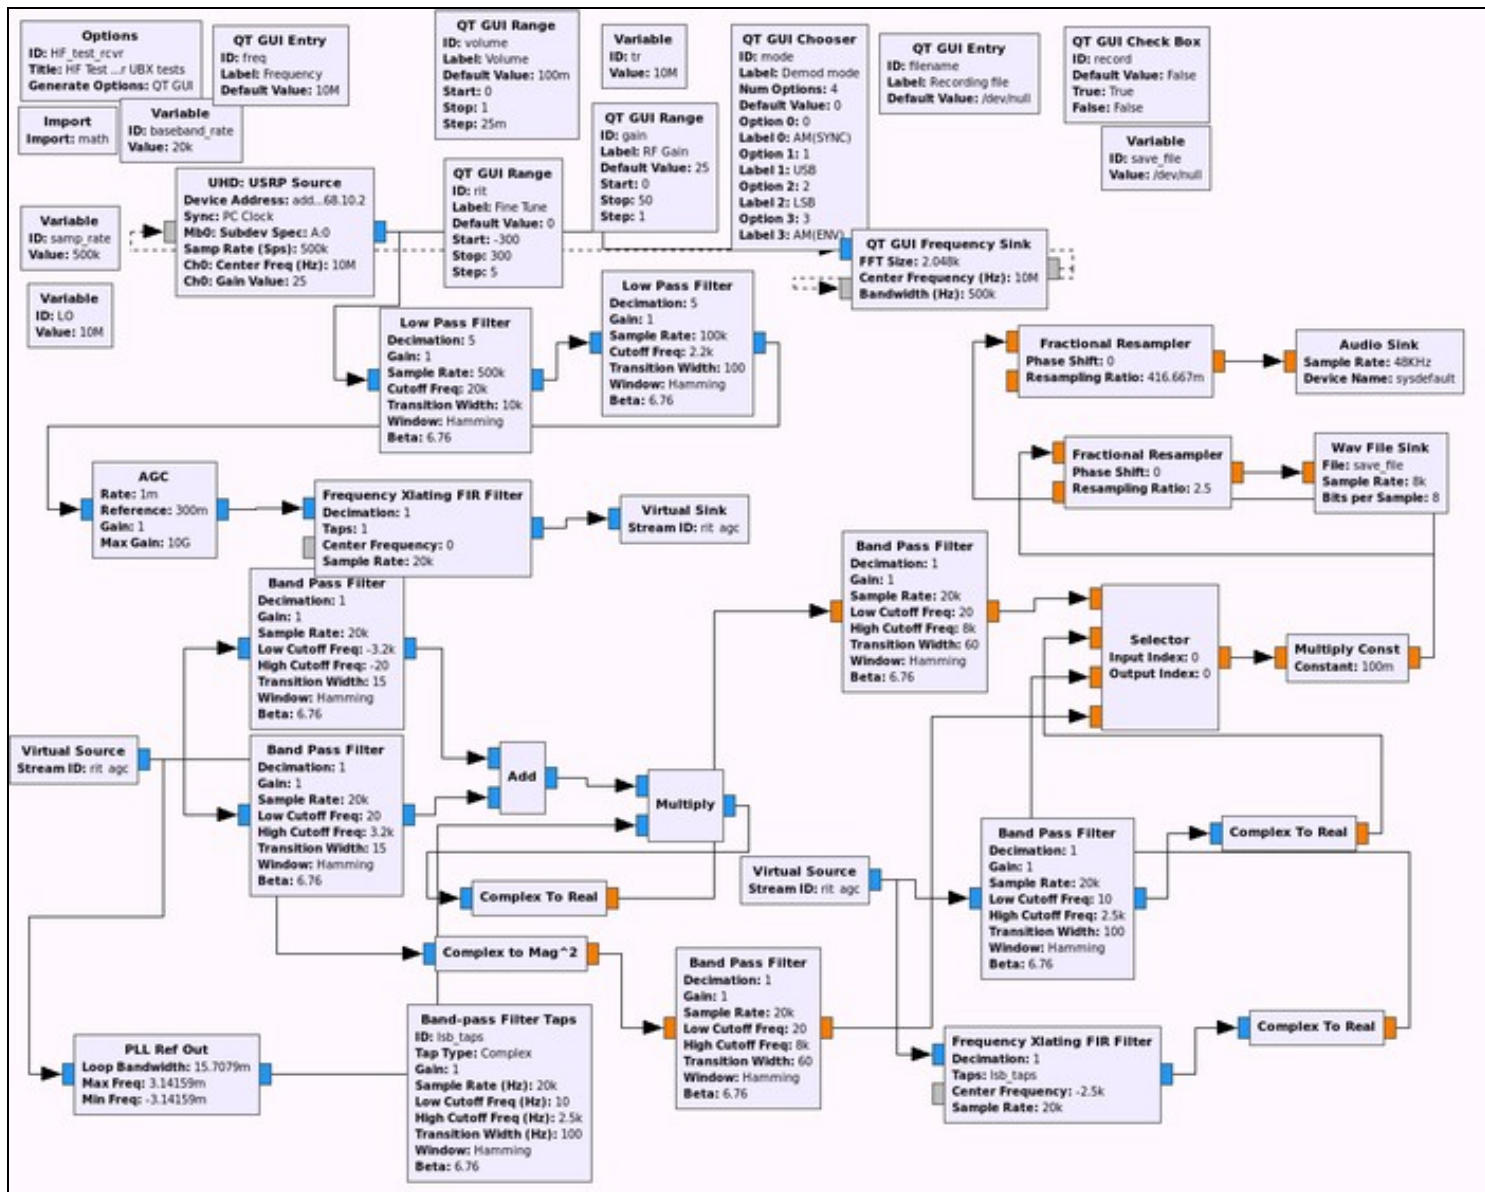 Options
ID: HF_test_rcvr
Title: HF Test ...r UBX tests
Generate Options: QT GUI
QT GUI Entry
ID: freq
Label: Frequency
Default Value: 10M
QT GUI Range
ID: volume
Label: Volume
Default Value: 100m
Start: 0
Stop: 1
Step: 25m
Variable
ID: tr
Value: 10M
QT GUI Chooser
ID: mode
Label: Demod mode
Num Options: 4
Default Value: 0
Option 0: 0
Label 0: AM(SYNC)
Option 1: 1
Label 1: USB
Option 2: 2
Label 2: LSB
Option 3: 3
Label 3: AM(ENV)
QT GUI Entry
ID: filename
Label: Recording file
Default Value: /dev/null
QT GUI Check Box
ID: record
Default Value: False
True: True
False: False
Import
Import: math
Variable
ID: baseband_rate
Value: 20k
QT GUI Range
ID: gain
Label: RF Gain
Default Value: 25
Start: 0
Stop: 50
Step: 1
Variable
ID: save_file
Value: /dev/null
UHD: USRP Source
Device Address: add...68.10.2
Sync: PC Clock
Mb0: Subdev Spec: A:0
Samp Rate (Sps): 500k
Ch0: Center Freq (Hz): 10M
Ch0: Gain Value: 25
QT GUI Range
ID: rit
Label: Fine Tune
Default Value: 0
Start: -300
Stop: 300
Step: 5
Variable
ID: samp_rate
Value: 500k
QT GUI Frequency Sink
FFT Size: 2.048k
Center Frequency (Hz): 10M
Bandwidth (Hz): 500k
Variable
ID: LO
Value: 10M
Low Pass Filter
Decimation: 5
Gain: 1
Sample Rate: 500k
Cutoff Freq: 20k
Transition Width: 10k
Window: Hamming
Beta: 6.76
Low Pass Filter
Decimation: 5
Gain: 1
Sample Rate: 100k
Cutoff Freq: 2.2k
Transition Width: 100
Window: Hamming
Beta: 6.76
Fractional Resampler
Phase Shift: 0
Resampling Ratio: 416.667m
Audio Sink
Sample Rate: 48KHz
Device Name: sysdefault
Fractional Resampler
Phase Shift: 0
Resampling Ratio: 2.5
Wav File Sink
File: save_file
Sample Rate: 8k
Bits per Sample: 8
AGC
Rate: 1m
Reference: 300m
Gain: 1
Max Gain: 10G
Frequency Xlating FIR Filter
Decimation: 1
Taps: 1
Center Frequency: 0
Sample Rate: 20k
Virtual Sink
Stream ID: rit_agc
Band Pass Filter
Decimation: 1
Gain: 1
Sample Rate: 20k
Low Cutoff Freq: -3.2k
High Cutoff Freq: -20
Transition Width: 15
Window: Hamming
Beta: 6.76
Band Pass Filter
Decimation: 1
Gain: 1
Sample Rate: 20k
Low Cutoff Freq: 20
High Cutoff Freq: 8k
Transition Width: 60
Window: Hamming
Beta: 6.76
Selector
Input Index: 0
Output Index: 0
Multiply Const
Constant: 100m
Virtual Source
Stream ID: rit_agc
Band Pass Filter
Decimation: 1
Gain: 1
Sample Rate: 20k
Low Cutoff Freq: 20
High Cutoff Freq: 3.2k
Transition Width: 15
Window: Hamming
Beta: 6.76
Add
Multiply
Virtual Source
Stream ID: rit_agc
Band Pass Filter
Decimation: 1
Gain: 1
Sample Rate: 20k
Low Cutoff Freq: 10
High Cutoff Freq: 2.5k
Transition Width: 100
Window: Hamming
Beta: 6.76
Complex To Real
Complex To Real
Complex to Mag^2
Band Pass Filter
Decimation: 1
Gain: 1
Sample Rate: 20k
Low Cutoff Freq: 20
High Cutoff Freq: 8k
Transition Width: 60
Window: Hamming
Beta: 6.76
PLL Ref Out
Loop Bandwidth: 15.7079m
Max Freq: 3.14159m
Min Freq: -3.14159m
Band-pass Filter Taps
ID: lsb_taps
Tap Type: Complex
Gain: 1
Sample Rate (Hz): 20k
Low Cutoff Freq (Hz): 10
High Cutoff Freq (Hz): 2.5k
Transition Width (Hz): 100
Window: Hamming
Beta: 6.76
Frequency Xlating FIR Filter
Decimation: 1
Taps: lsb_taps
Center Frequency: -2.5k
Sample Rate: 20k
Complex To Real